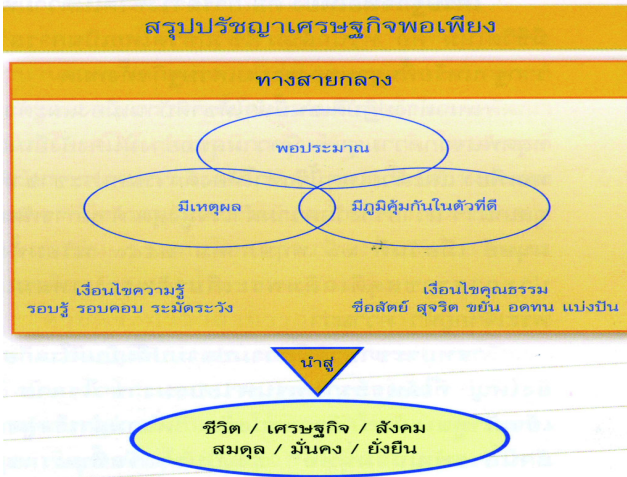 สรุปปรัชญาเศรษฐกิจพอเพียง
ทางสายกลาง
พอประมาณ
มีเหตุผล
มีภูมิคุ้มกันในตัวที่ดี
เงื่อนไขความรู้
รอบรู้ รอบคอบ ระมัดระวัง
เงื่อนไขคุณธรรม
ซื่อสัตย์ สุจริต ขยัน อดทน แบ่งปัน
นำสู่
ชีวิต / เศรษฐกิจ / สังคม
สมดุล / มั่นคง / ยั่งยืน